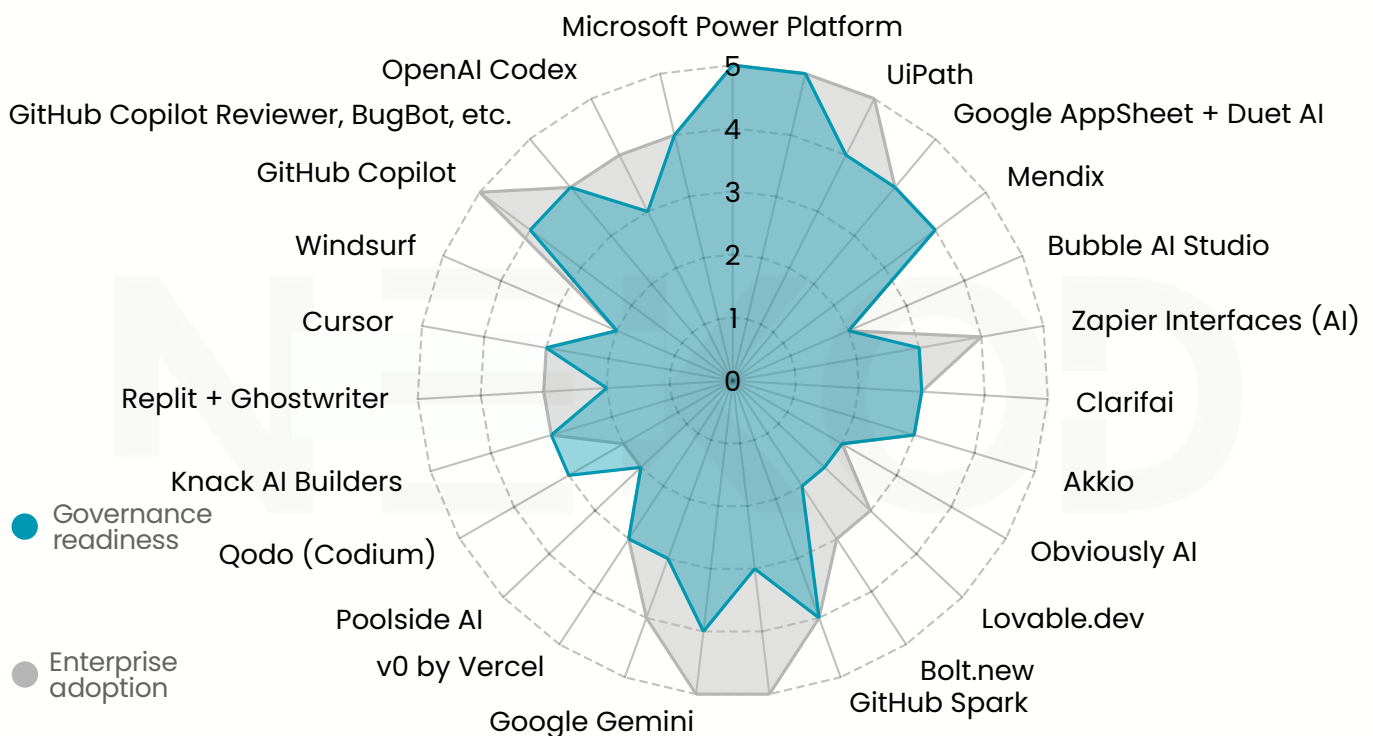 Microsoft Power Platform
OpenAI Codex
UiPath
GitHub Copilot Reviewer, BugBot, etc.
Google AppSheet + Duet AI
GitHub Copilot
Mendix
Windsurf
Bubble AI Studio
Cursor
Zapier Interfaces (AI)
Replit + Ghostwriter
Clarifai
Knack AI Builders
Akkio
Qodo (Codium)
Obviously AI
Poolside AI
Lovable.dev
v0 by Vercel
Bolt.new
GitHub Spark
Google Gemini
5
4
3
2
1
0
Governance
readiness
Enterprise
adoption